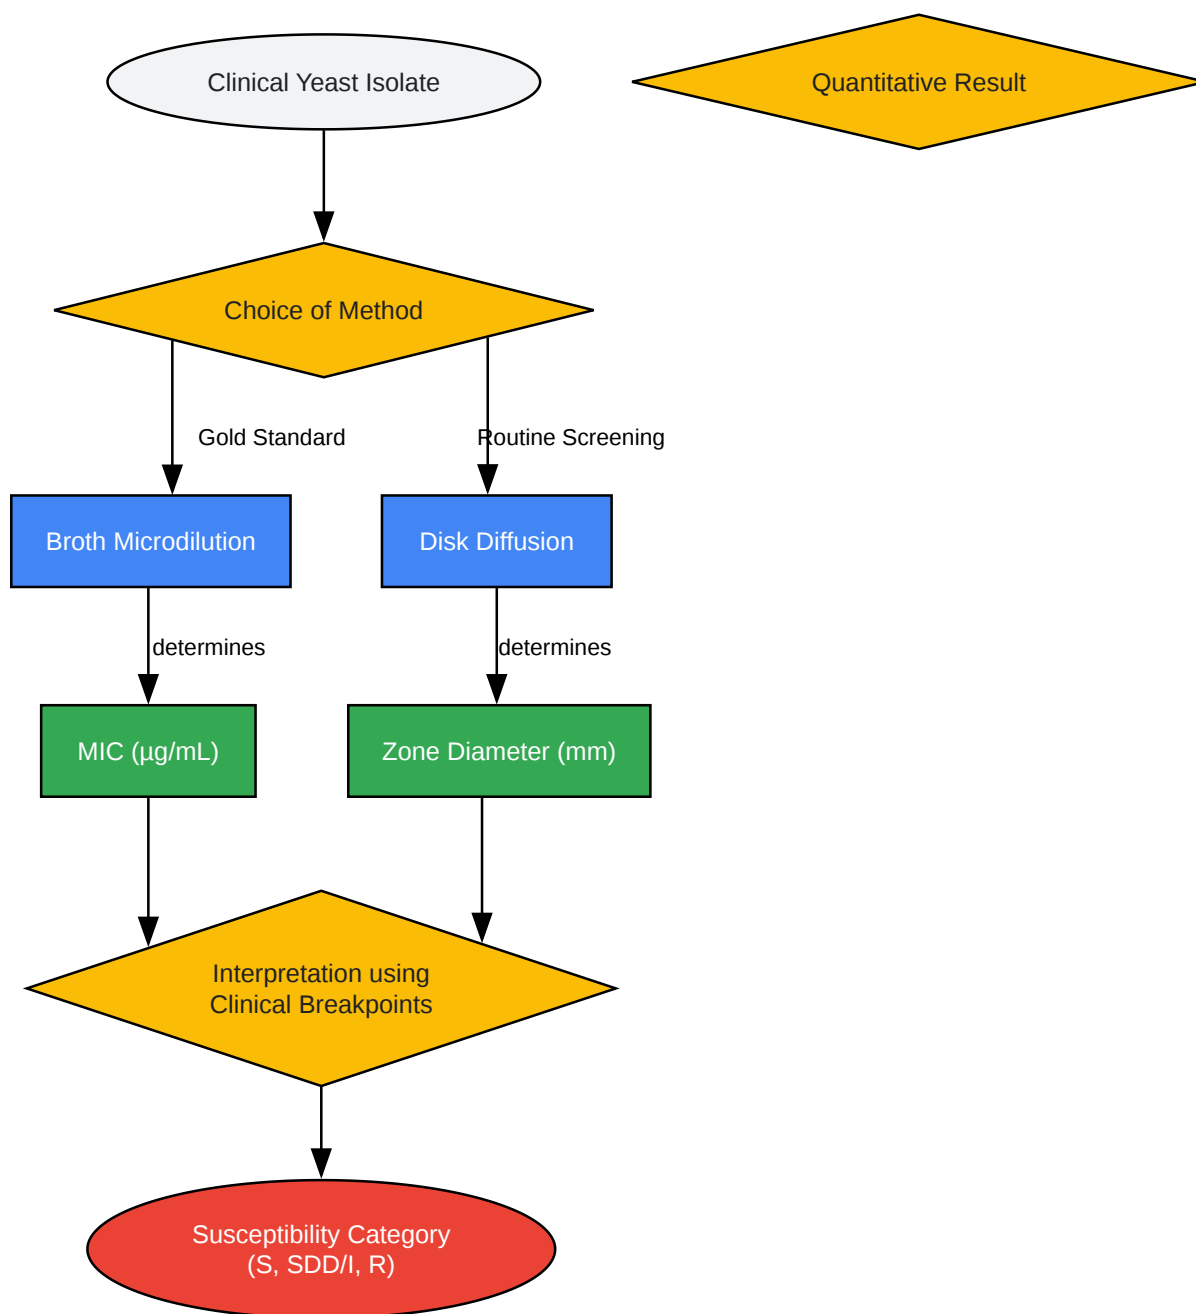 Clinical Yeast Isolate
Quantitative Result
Choice of Method
Gold Standard
Routine Screening
Broth Microdilution
Disk Diffusion
determines
determines
MIC (µg/mL)
Zone Diameter (mm)
Interpretation using
Clinical Breakpoints
Susceptibility Category
(S, SDD/I, R)